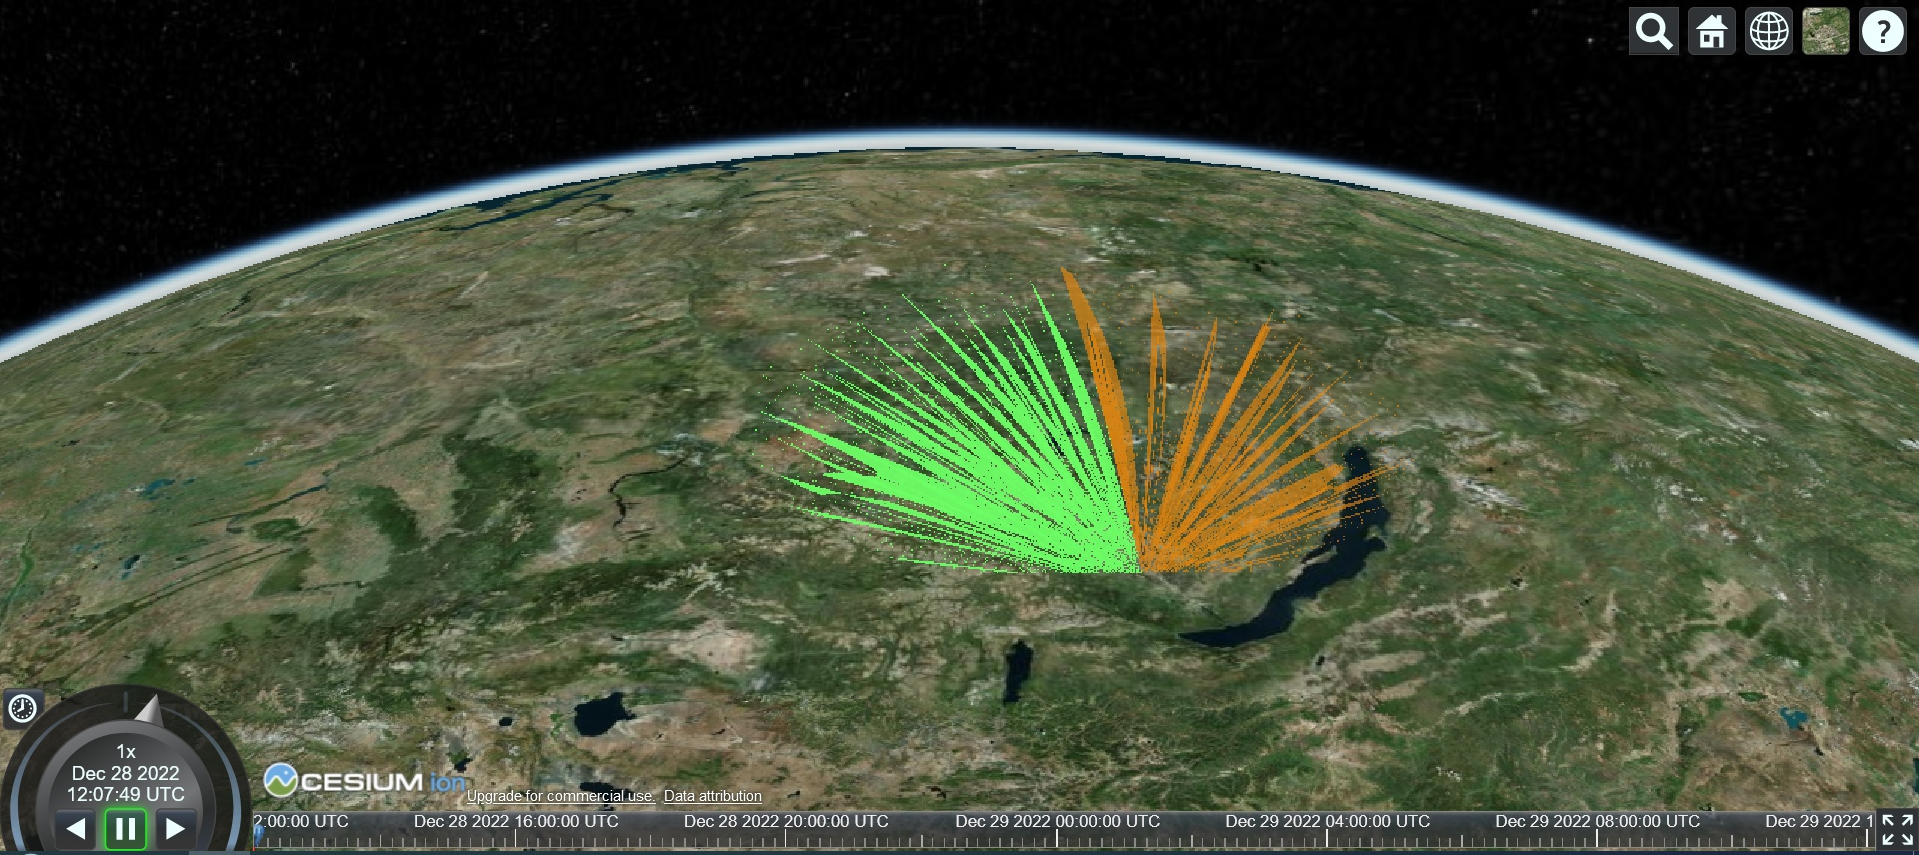 ?
1x
Dec 28 2022
12:07:49 UTC
CESIUM ion
Upgrade for commercial use. Data attribution
2:00:00 UTC Dec 28 2022 16:00:00 UTC Dec 28 2022 20:00:00 UTC Dec 29 2022 00:00:00 UTC Dec 29 2022 04:00:00 UTC Dec 29 2022 08:00:00 UTC Dec 29 2022 1